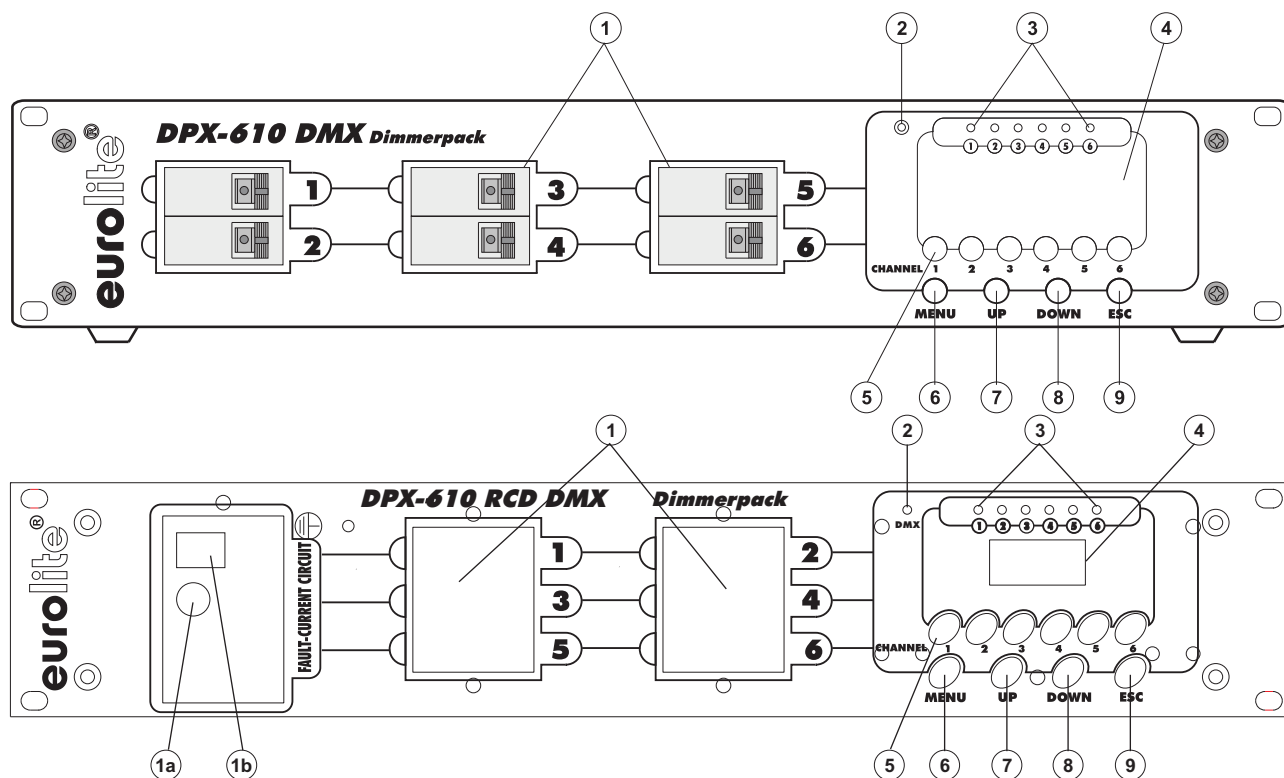 1 2 3 4
eurolite®
DPX-610 DMX Dimmerpack
1 3 5
2 4 6
1 2 3 4 5 6
CHANNEL 1 2 3 4 5 6
MENU UP DOWN ESC
5 6 7 8 9
1 2 3 4
eurolite®
DPX-610 RCD DMX Dimmerpack
FAULT-CURRENT CIRCUIT
1 2
3 4
5 6
DMX
1 2 3 4 5 6
CHANNEL 1 2 3 4 5 6
MENU UP DOWN ESC
1a 1b 5 6 7 8 9